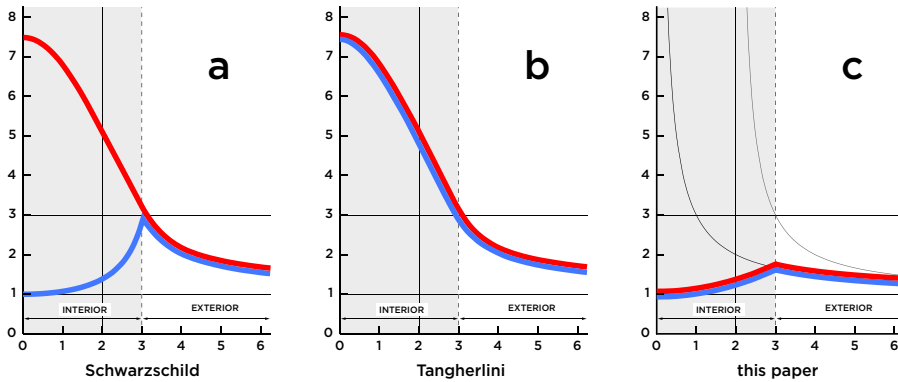 8
7
6
5
4
3
2
1
0
a
INTERIOR
EXTERIOR
0 1 2 3 4 5 6
Schwarzschild
8
7
6
5
4
3
2
1
0
b
INTERIOR
EXTERIOR
0 1 2 3 4 5 6
Tangherlini
8
7
6
5
4
3
2
1
0
c
INTERIOR
EXTERIOR
0 1 2 3 4 5 6
this paper